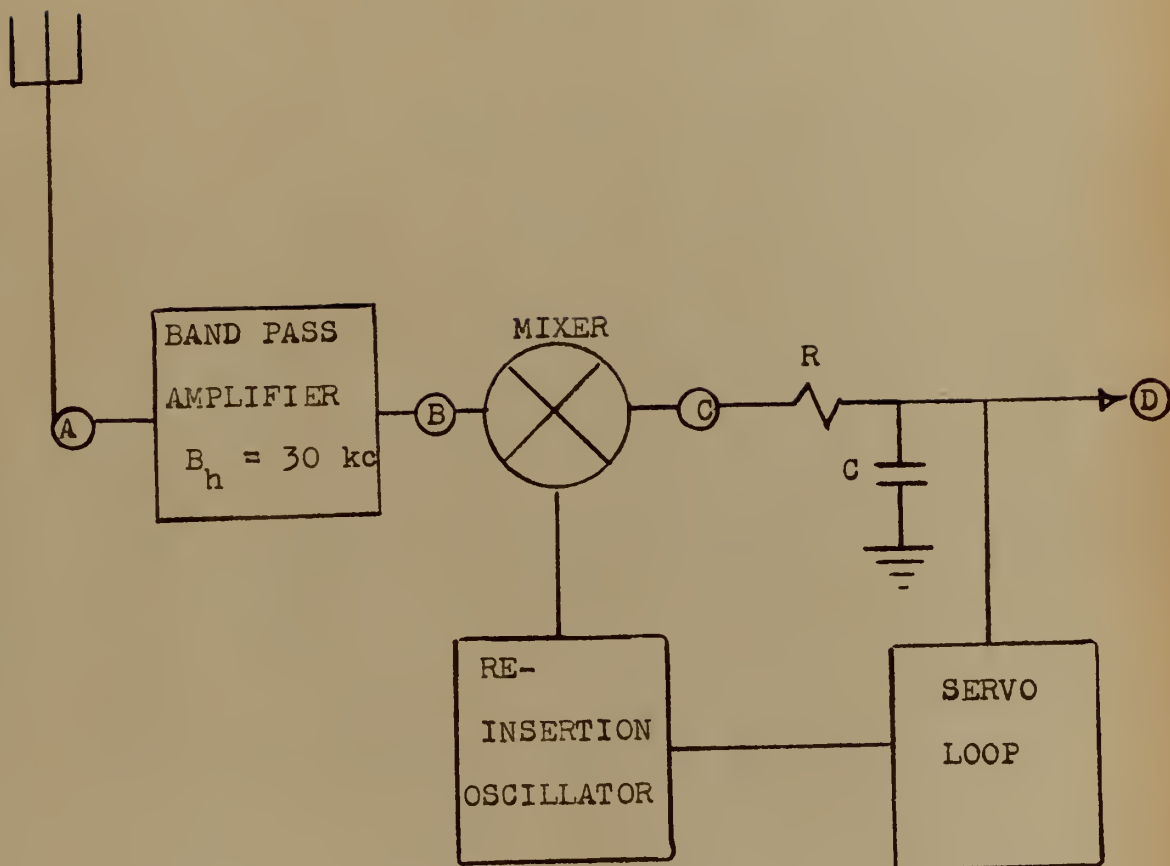 BAND PASS
AMPLIFIER
B_h = 30 kc
MIXER
R
A
B
C
D
C
RE-
INSERTION
OSCILLATOR
SERVO
LOOP